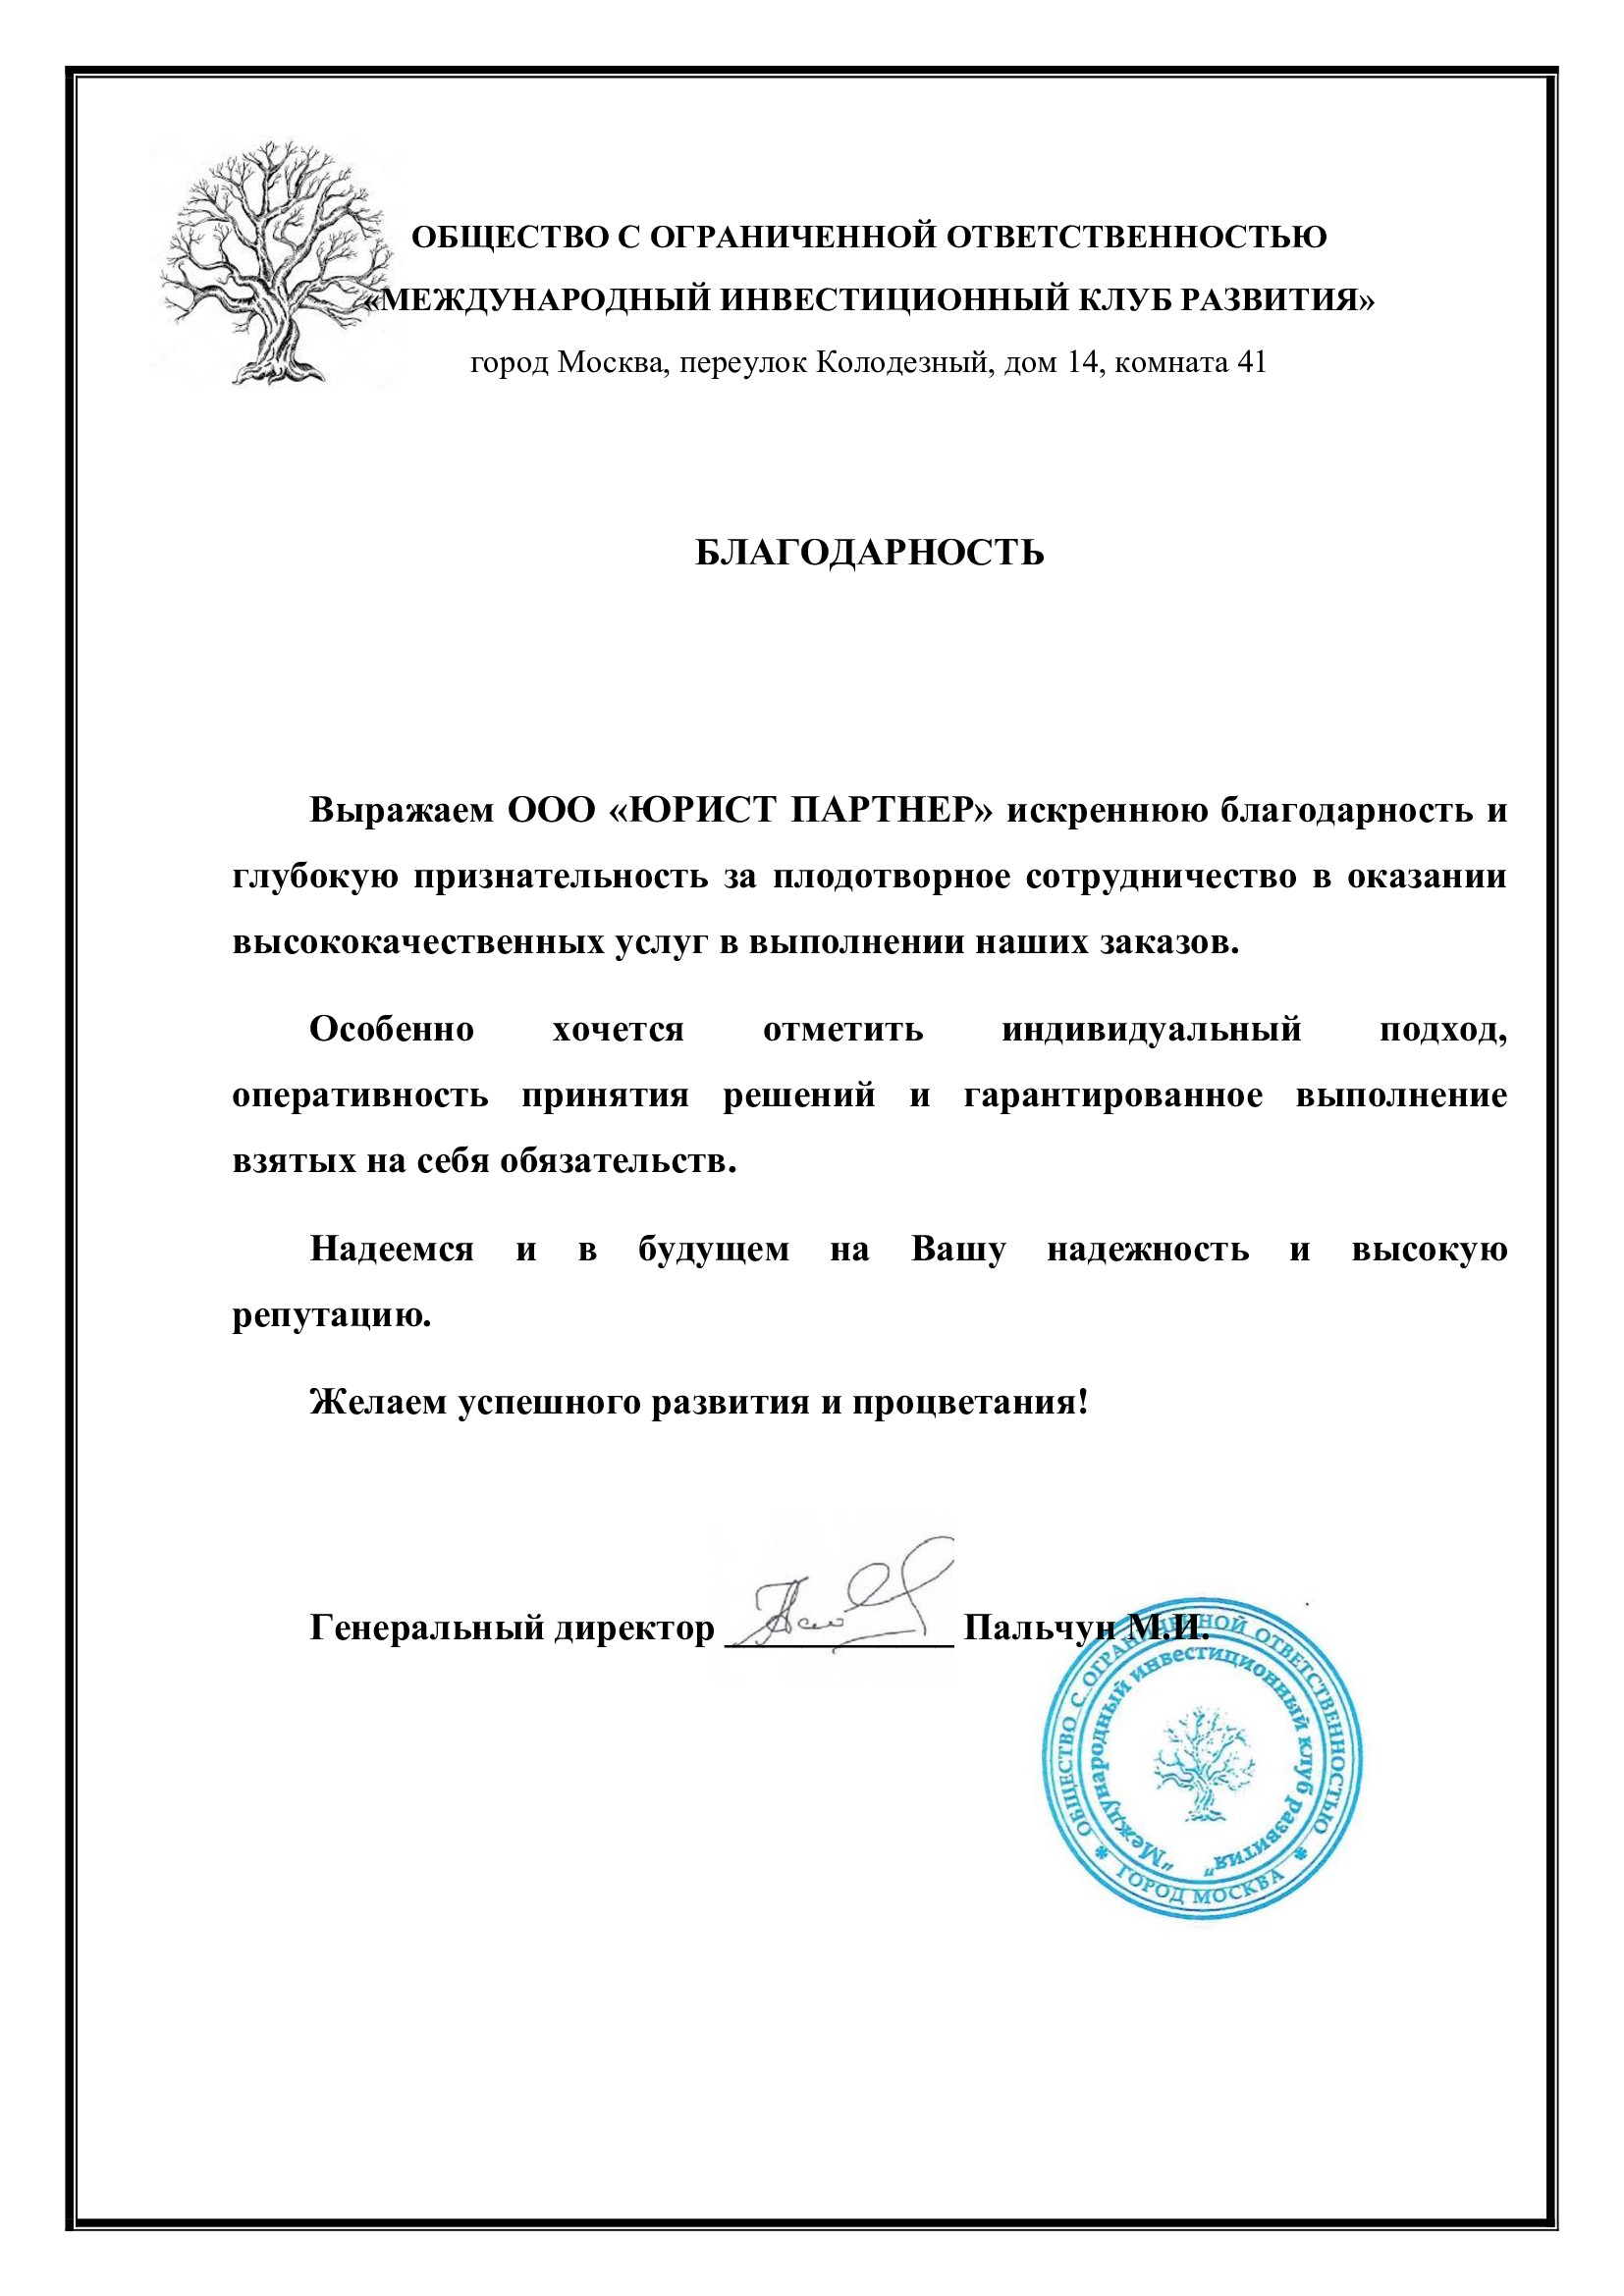 ОБЩЕСТВО С ОГРАНИЧЕННОЙ ОТВЕТСТВЕННОСТЬЮ
«МЕЖДУНАРОДНЫЙ ИНВЕСТИЦИОННЫЙ КЛУБ РАЗВИТИЯ»
город Москва, переулок Колодезный, дом 14, комната 41
БЛАГОДАРНОСТЬ
Выражаем ООО «ЮРИСТ ПАРТНЕР» искреннюю благодарность и
глубокую признательность за плодотворное сотрудничество в оказании
высококачественных услуг в выполнении наших заказов.
Особенно хочется отметить индивидуальный подход,
оперативность принятия решений и гарантированное выполнение
взятых на себя обязательств.
Надеемся и в будущем на Вашу надежность и высокую
репутацию.
Желаем успешного развития и процветания!
Генеральный директор ____________ Пальчун М.И.
ОБЩЕСТВО С ОГРАНИЧЕННОЙ ОТВЕТСТВЕННОСТЬЮ
"Международный инвестиционный клуб развития"
* ГОРОД МОСКВА *